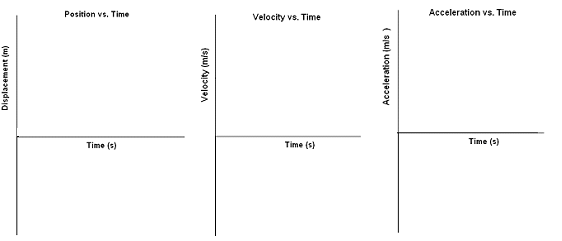 Position vs. Time
Displacement (m)
Time (s)
Velocity vs. Time
Velocity (m/s)
Time (s)
Acceleration vs. Time
Acceleration (m/s )
Time (s)